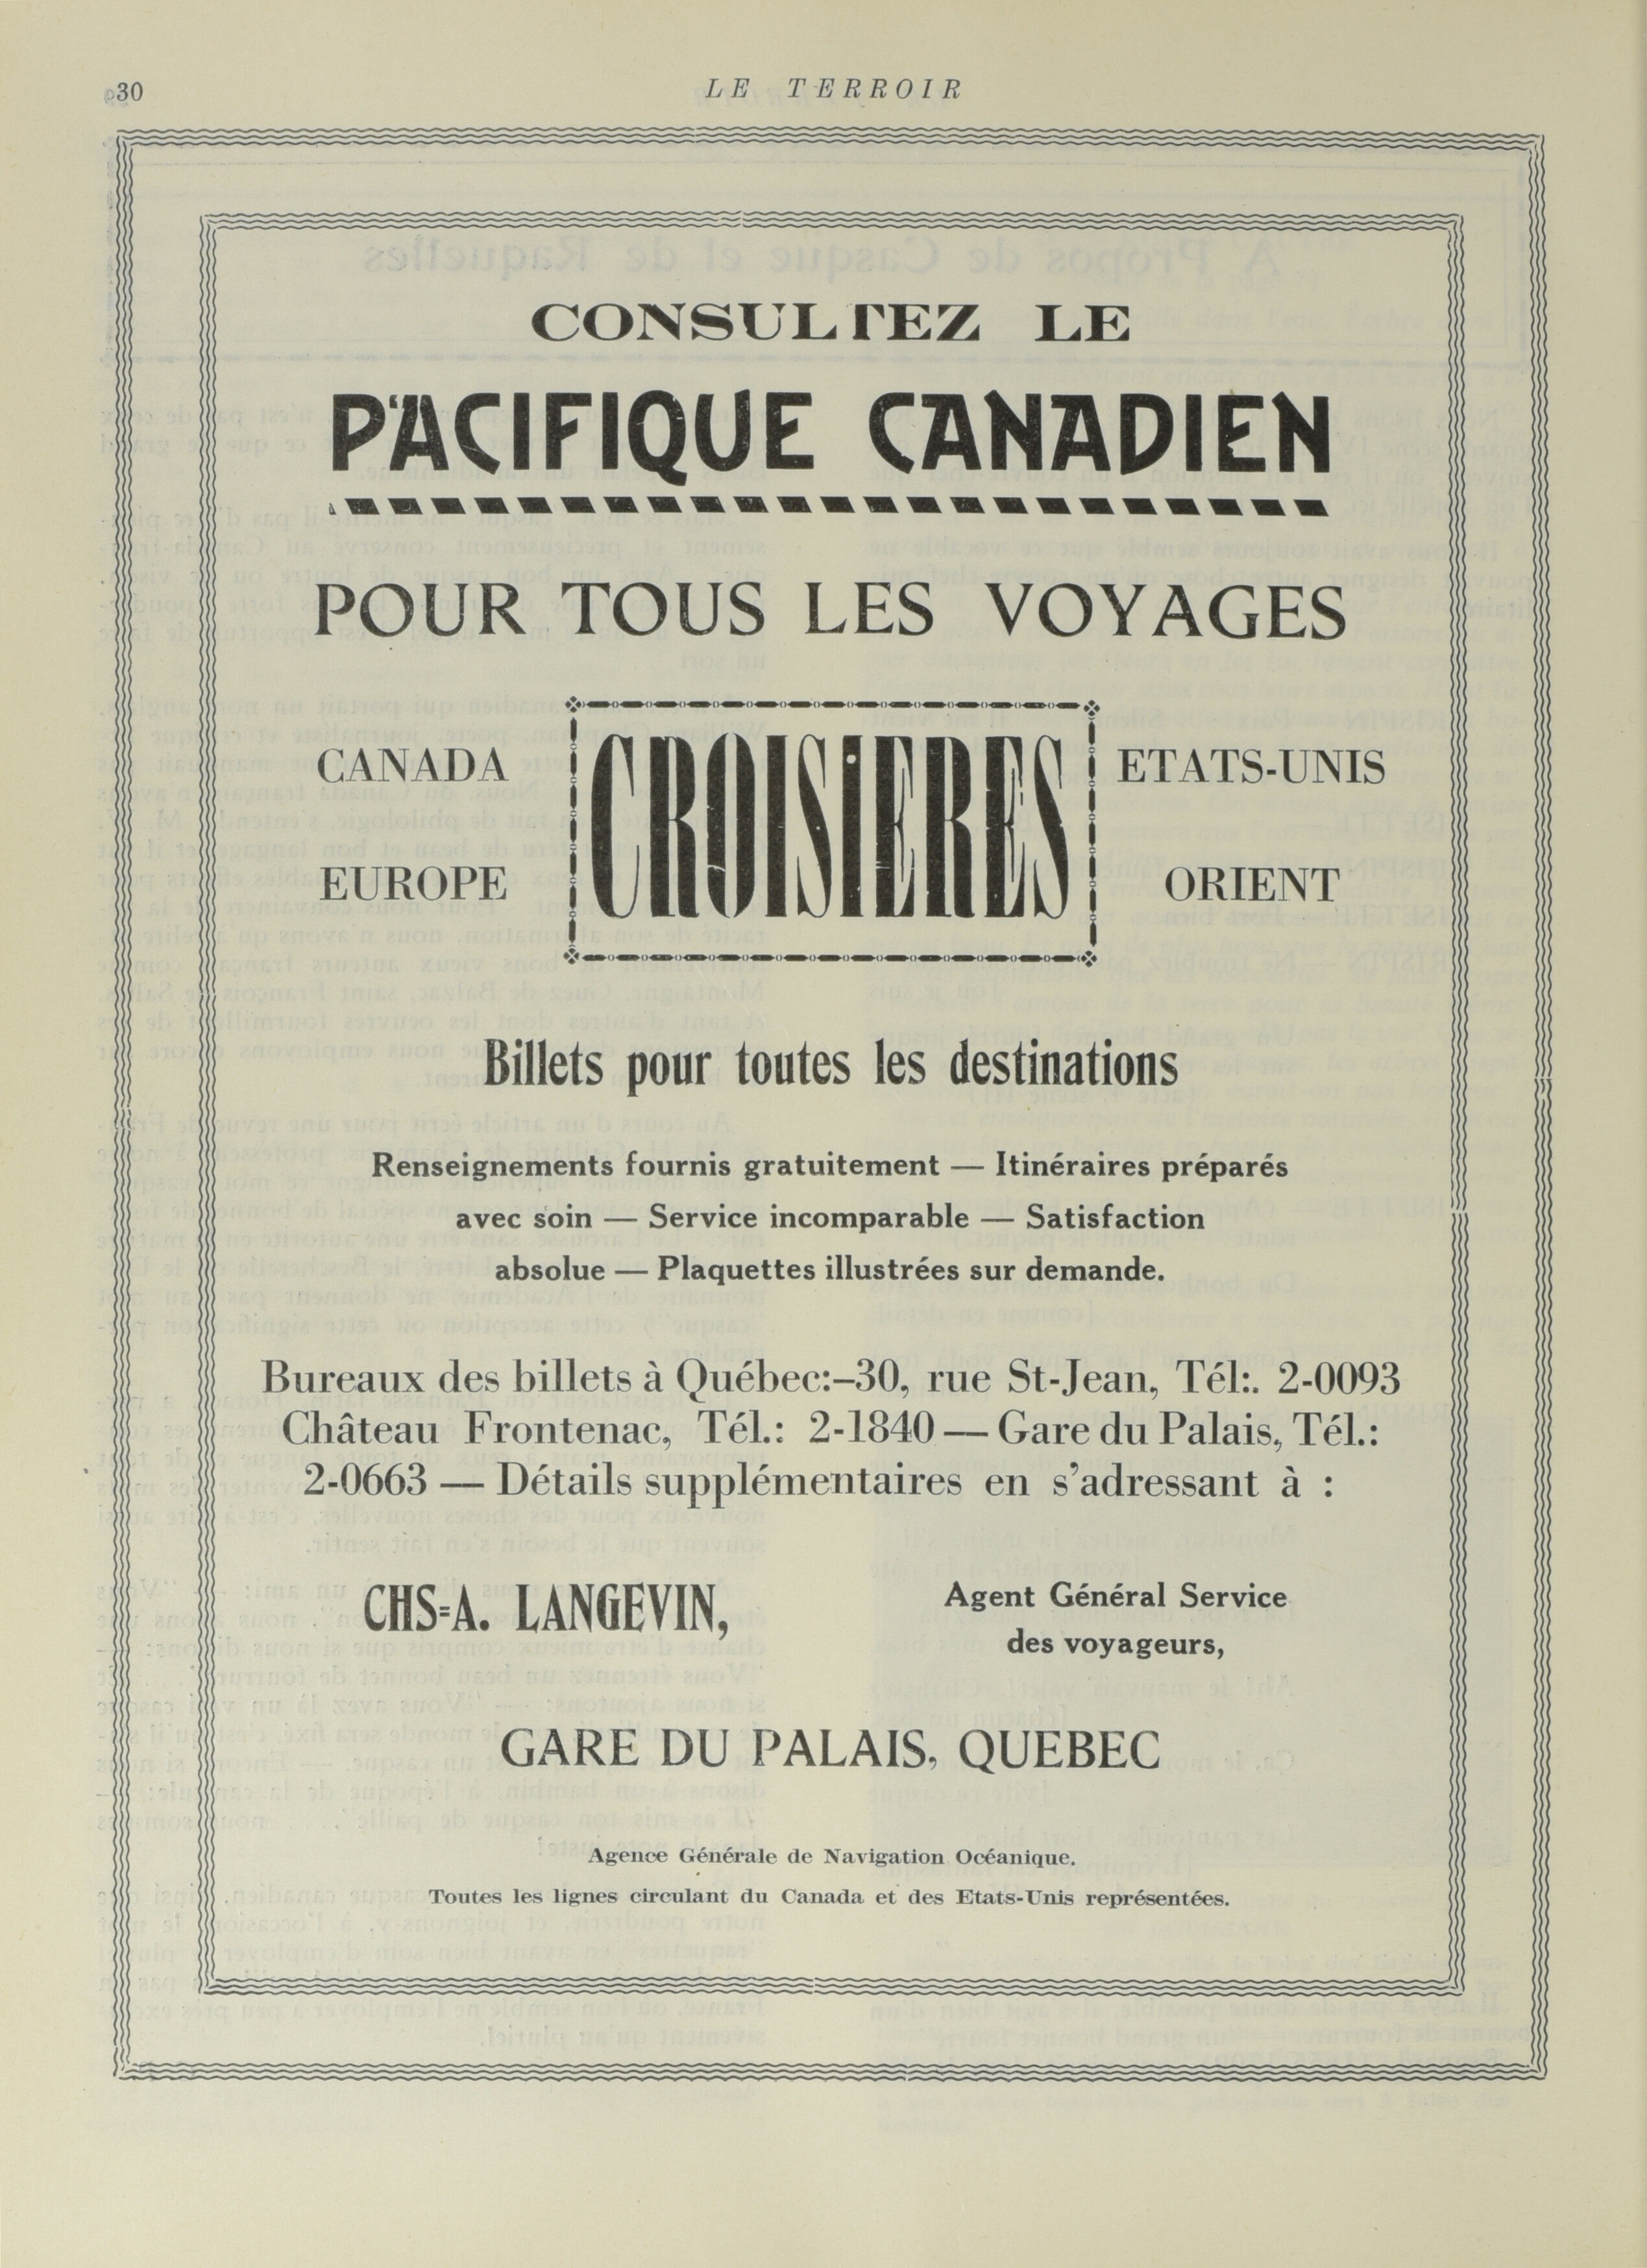 30
LE TERROIR
CONSULTEZ LE
PACIFIQUE CANADIEN
POUR TOUS LES VOYAGES
CANADA
EUROPE
CROISIERES
ETATS-UNIS
ORIENT
Billets pour toutes les destinations
Renseignements fournis gratuitement — Itinéraires préparés
avec soin — Service incomparable — Satisfaction
absolue — Plaquettes illustrées sur demande.
Bureaux des billets à Québec:–30, rue St-Jean, Tél:. 2-0093
Château Frontenac, Tél.: 2-1840 — Gare du Palais, Tél.:
2-0663 — Détails supplémentaires en s'adressant à :
CHS-A. LANGEVIN,
Agent Général Service
des voyageurs,
GARE DU PALAIS, QUEBEC
Agence Générale de Navigation Océanique.
Toutes les lignes circulant du Canada et des Etats-Unis représentées.